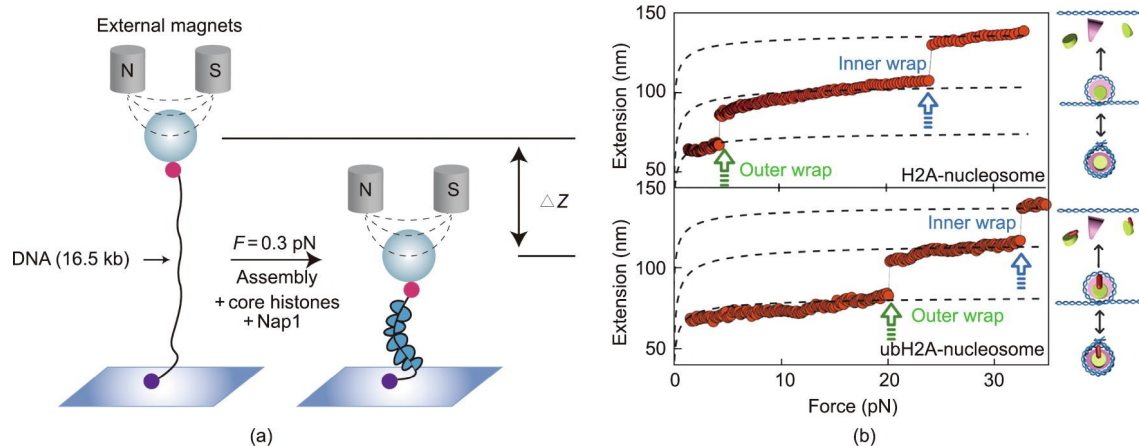 External magnets
N
S
N
S
△Z
DNA (16.5 kb)
F = 0.3 pN
Assembly
+ core histones
+ Nap1
(a)
150
100
50
Extension (nm)
Inner wrap
Outer wrap
H2A-nucleosome
150
100
50
Extension (nm)
Inner wrap
Outer wrap
ubH2A-nucleosome
0
10
20
30
Force (pN)
(b)